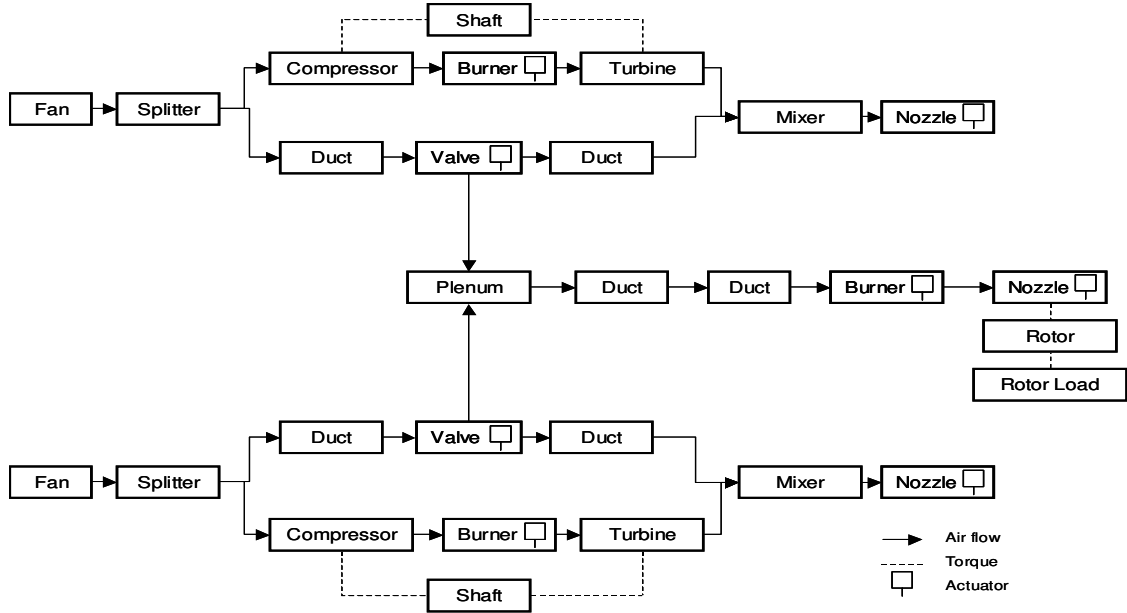 Shaft
Compressor
Burner
Turbine
Fan
Splitter
Mixer
Nozzle
Duct
Valve
Duct
Plenum
Duct
Duct
Burner
Nozzle
Rotor
Rotor Load
Duct
Valve
Duct
Fan
Splitter
Mixer
Nozzle
Compressor
Burner
Turbine
Shaft
Air flow
Torque
Actuator